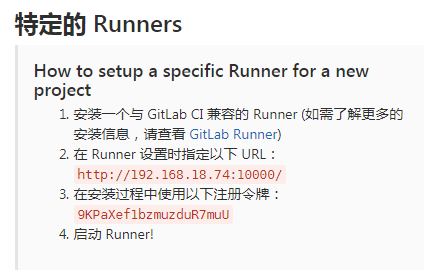 特定的 Runners
How to setup a specific Runner for a new
project
1. 安装一个与 GitLab CI 兼容的 Runner (如需了解更多的
安装信息，请查看 GitLab Runner)
2. 在 Runner 设置时指定以下 URL：
http://192.168.18.74:10000/
3. 在安装过程中使用以下注册令牌：
9KPaXef1bzmuzduR7muU
4. 启动 Runner!